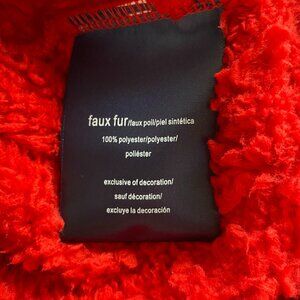 faux fur/faux poil/piel sintética
100% polyester/polyester/
poliéster
exclusive of decoration/
sauf décoration/
excluye la decoración